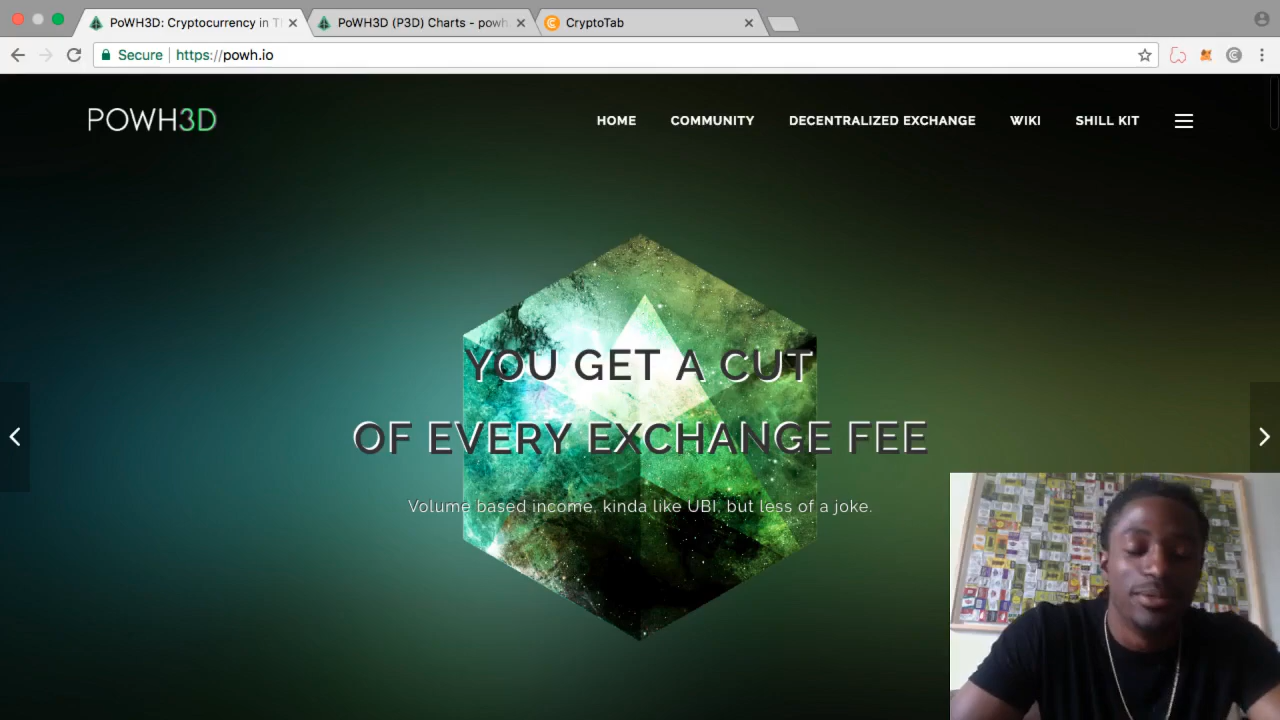 PoWH3D: Cryptocurrency in T
PoWH3D (P3D) Charts - powh
CryptoTab
Secure
https://powh.io
POWH3D
HOME
COMMUNITY
DECENTRALIZED EXCHANGE
WIKI
SHILL KIT
YOU GET A CUT
OF EVERY EXCHANGE FEE
Volume based income, kinda like UBI, but less of a joke.